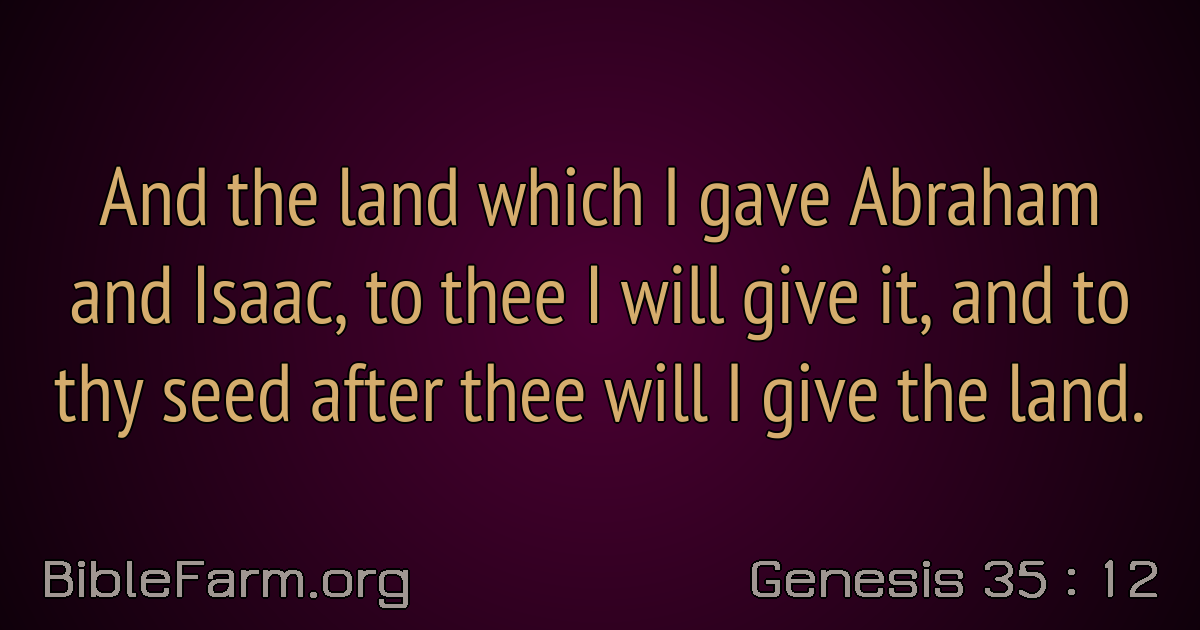 And the land which I gave Abraham
and Isaac, to thee I will give it, and to
thy seed after thee will I give the land.
BibleFarm.org
Genesis 35 : 12